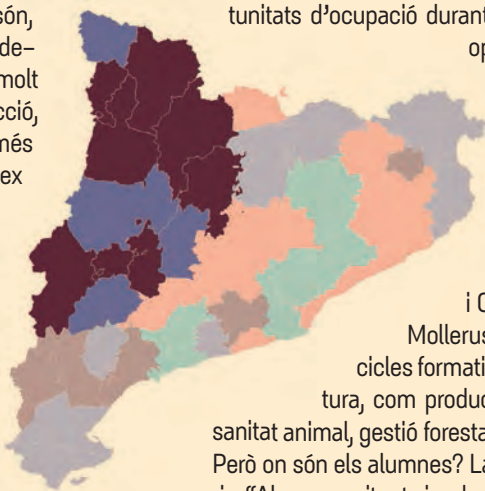 són,
de–
molt
cció,
més
ex
tunitats d’ocupació durant
op
i C
Mollerus
cicles formati
tura, com produc
sanitat animal, gestió foresta
Però on són els alumnes? La